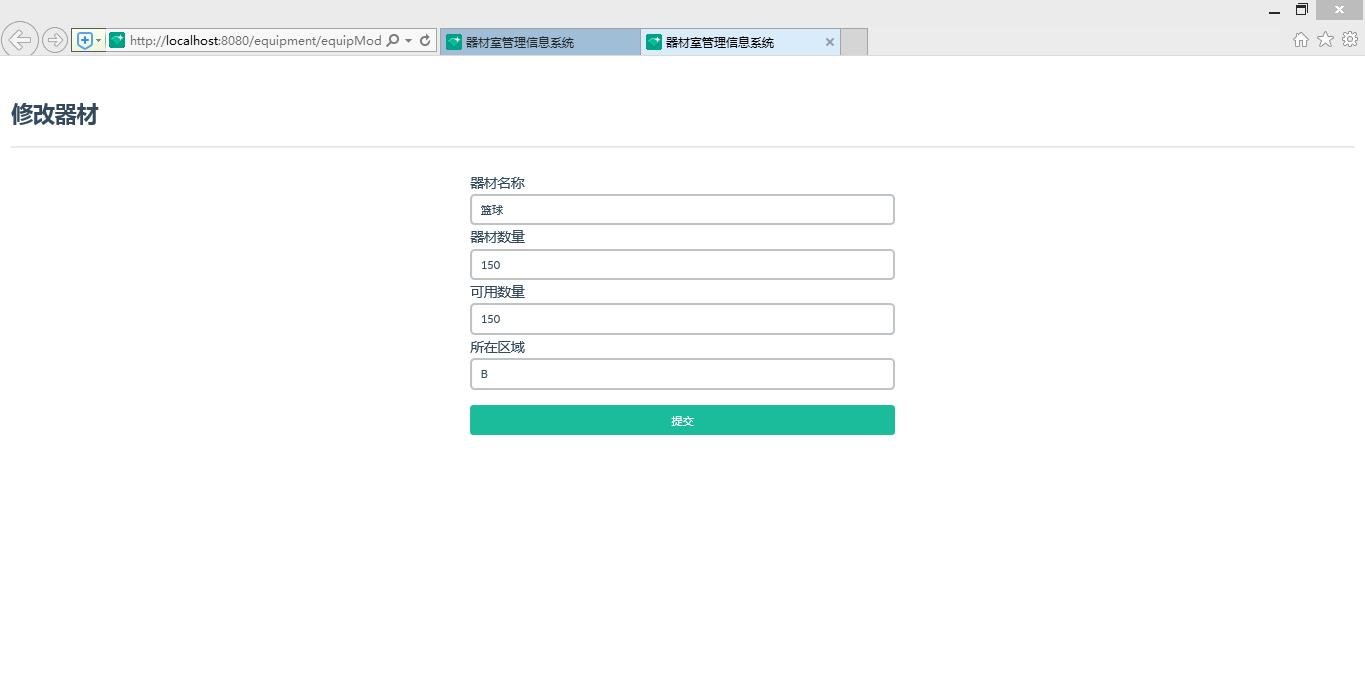 http://localhost:8080/equipment/equipMod
器材室管理信息系统
器材室管理信息系统
修改器材
器材名称
篮球
器材数量
150
可用数量
150
所在区域
B
提交